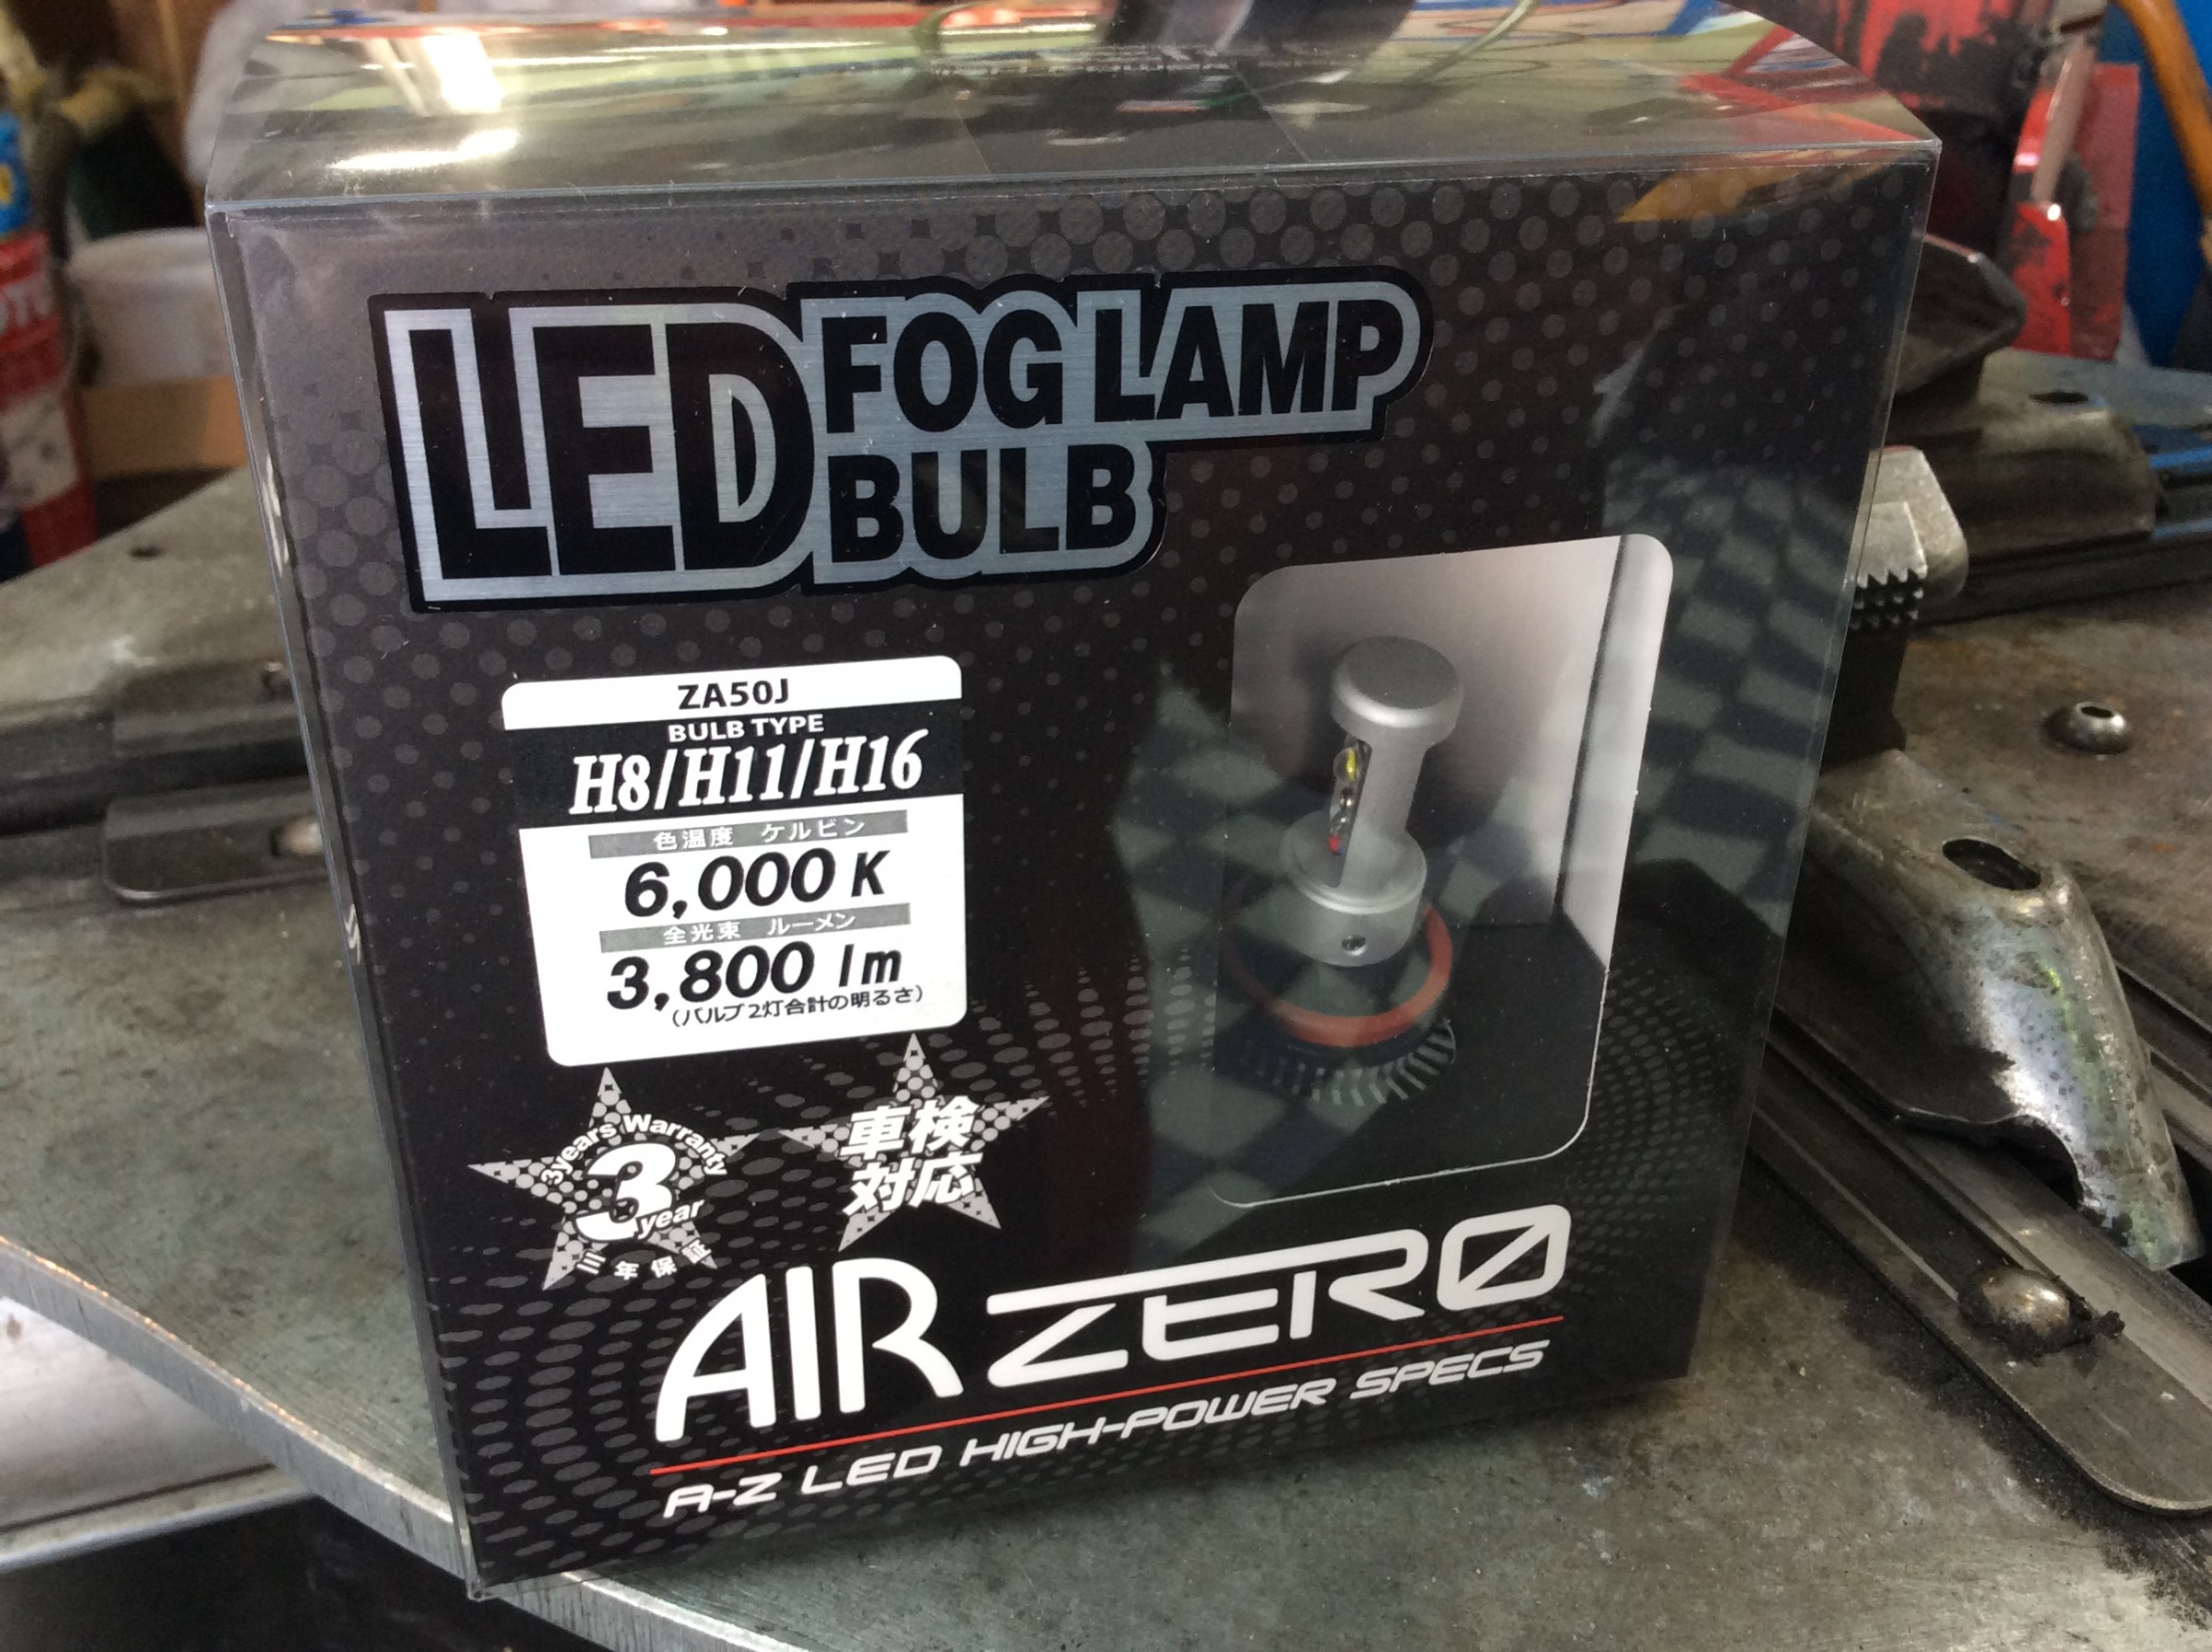 LED FOG LAMP
BULB
ZA50J
BULB TYPE
H8/H11/H16
色温度 ケルビン
6,000 K
全光束 ルーメン
3,800 lm
(バルブ2灯合計の明るさ)
3years Warranty
3
year
三年保証
車検
対応
AIR ZERO
A-Z LED HIGH-POWER SPECS